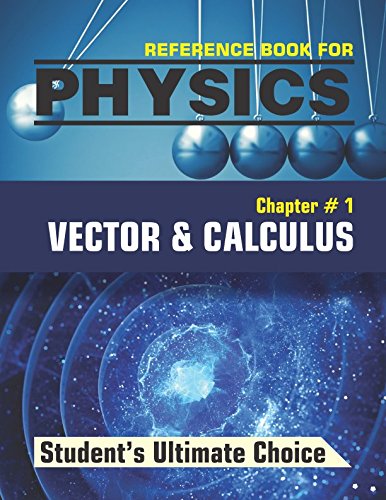 REFERENCE BOOK FOR
PHYSICS
Chapter # 1
VECTOR & CALCULUS
Student's Ultimate Choice